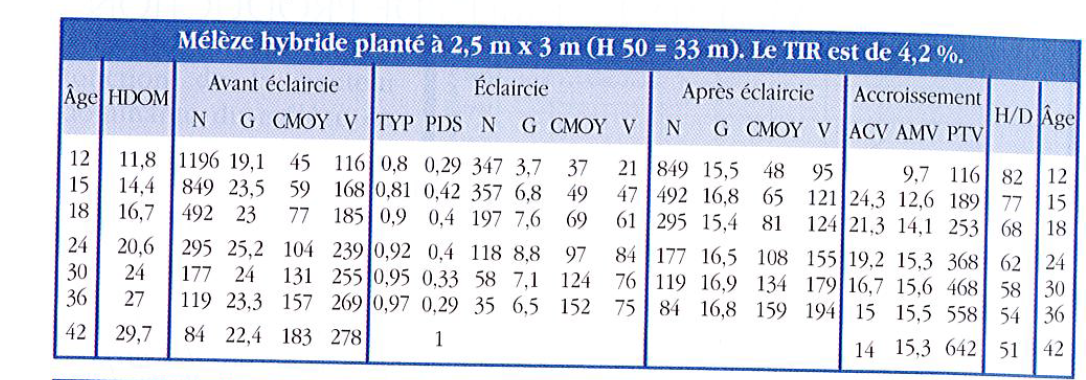 Mélèze hybride planté à 2,5 m x 3 m (H 50 = 33 m). Le TIR est de 4,2 %.
Âge HDOM Avant éclaircie Éclaircie Après éclaircie Accroissement H/D Âge
N G CMOY V TYP PDS N G CMOY V N G CMOY V ACV AMV PTV
12 11,8 1196 19,1 45 116 0,8 0,29 347 3,7 37 21 849 15,5 48 95 9,7 116 82 12
15 14,4 849 23,5 59 168 0,81 0,42 357 6,8 49 47 492 16,8 65 121 24,3 12,6 189 77 15
18 16,7 492 23 77 185 0,9 0,4 197 7,6 69 61 295 15,4 81 124 21,3 14,1 253 68 18
24 20,6 295 25,2 104 239 0,92 0,4 118 8,8 97 84 177 16,5 108 155 19,2 15,3 368 62 24
30 24 177 24 131 255 0,95 0,33 58 7,1 124 76 119 16,9 134 179 16,7 15,6 468 58 30
36 27 119 23,3 157 269 0,97 0,29 35 6,5 152 75 84 16,8 159 194 15 15,5 558 54 36
42 29,7 84 22,4 183 278 1 14 15,3 642 51 42